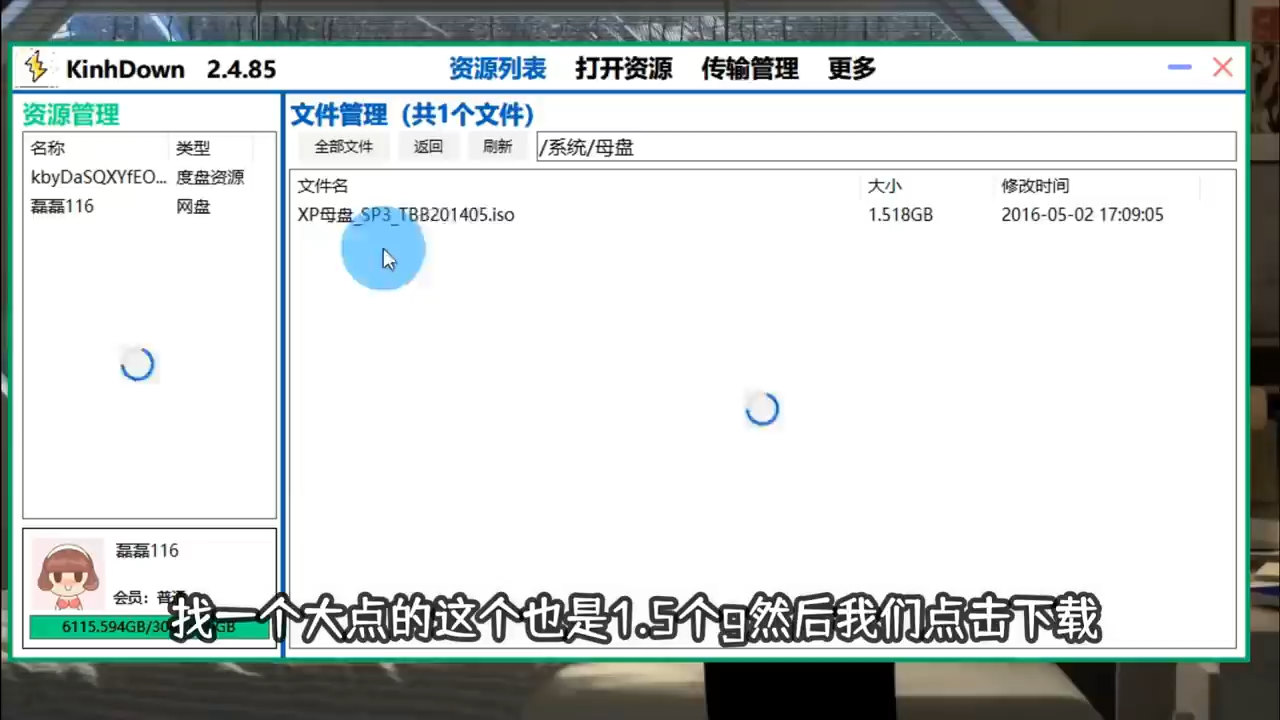 KinhDown 2.4.85 资源列表 打开资源 传输管理 更多
资源管理
名称 类型
kbyDaSQXYfEO... 度盘资源
磊磊116 网盘
文件管理（共1个文件）
全部文件 返回 刷新 /系统/母盘
文件名 大小 修改时间
XP母盘_SP3_TBB201405.iso 1.518GB 2016-05-02 17:09:05
磊磊116
会员：普通
6115.594GB/30 GB
找一个大点的这个也是1.5个g然后我们点击下载